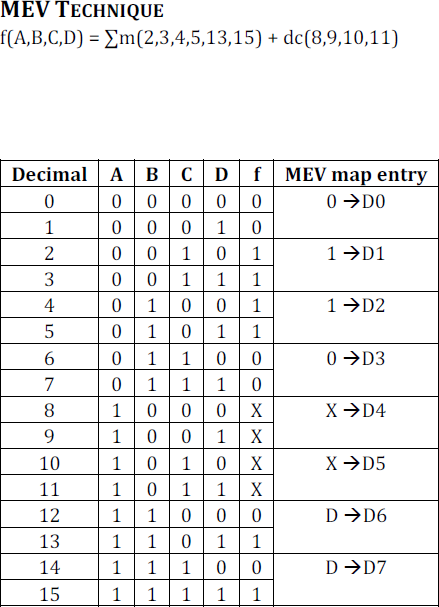 MEV TECHNIQUE
f(A,B,C,D) = ∑m(2,3,4,5,13,15) + dc(8,9,10,11)
Decimal A B C D f MEV map entry
0 0 0 0 0 0 0 →D0
1 0 0 0 1 0
2 0 0 1 0 1 1 →D1
3 0 0 1 1 1
4 0 1 0 0 1 1 →D2
5 0 1 0 1 1
6 0 1 1 0 0 0 →D3
7 0 1 1 1 0
8 1 0 0 0 X X →D4
9 1 0 0 1 X
10 1 0 1 0 X X →D5
11 1 0 1 1 X
12 1 1 0 0 0 D →D6
13 1 1 0 1 1
14 1 1 1 0 0 D →D7
15 1 1 1 1 1